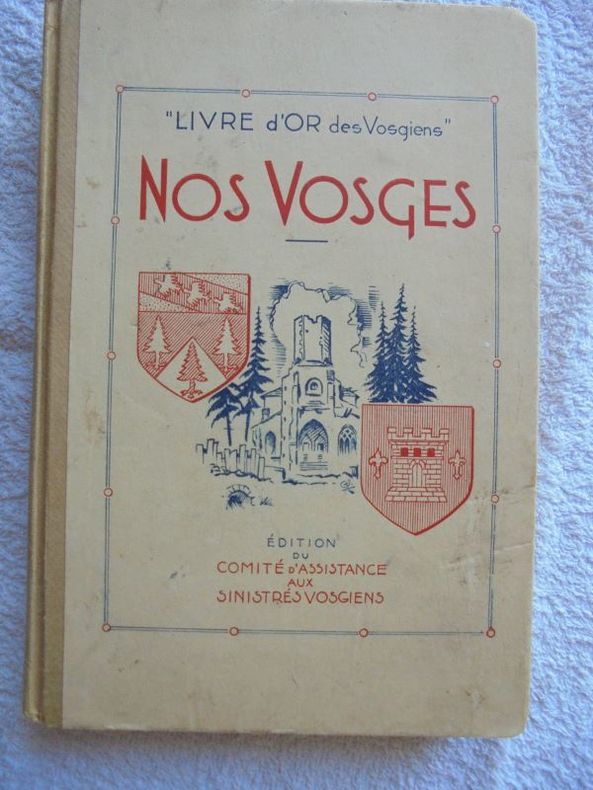 "LIVRE d'OR des Vosgiens"
NOS VOSGES
ÉDITION
DU
COMITÉ D'ASSISTANCE
AUX
SINISTRÉS VOSGIENS